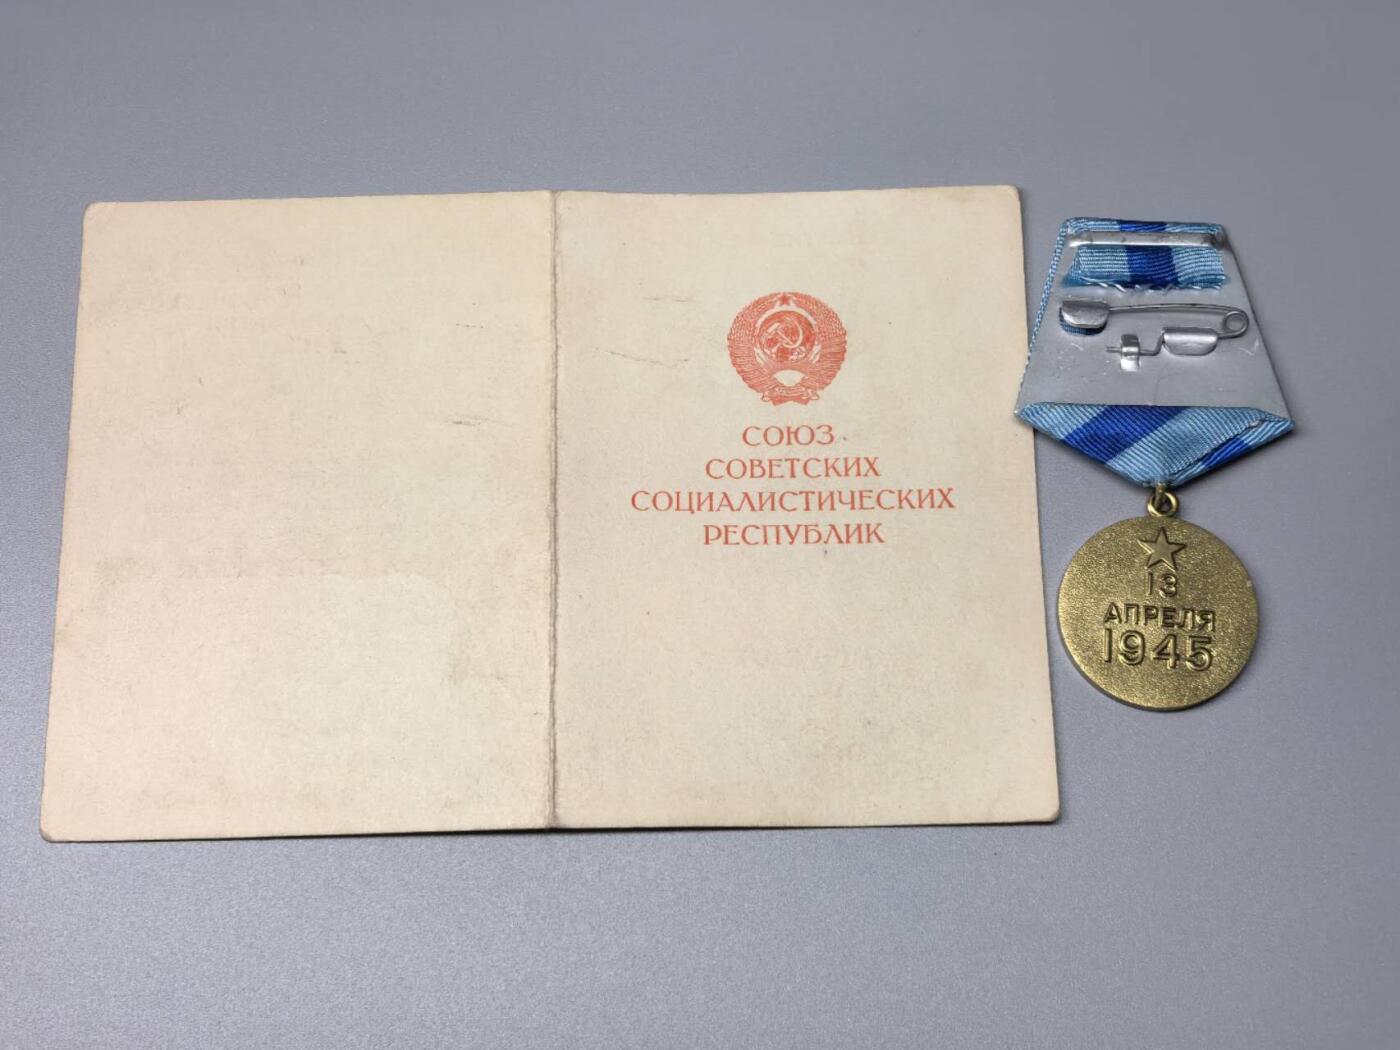 СОЮЗ
СОВЕТСКИХ
СОЦИАЛИСТИЧЕСКИХ
РЕСПУБЛИК
13
АПРЕЛЯ
1945